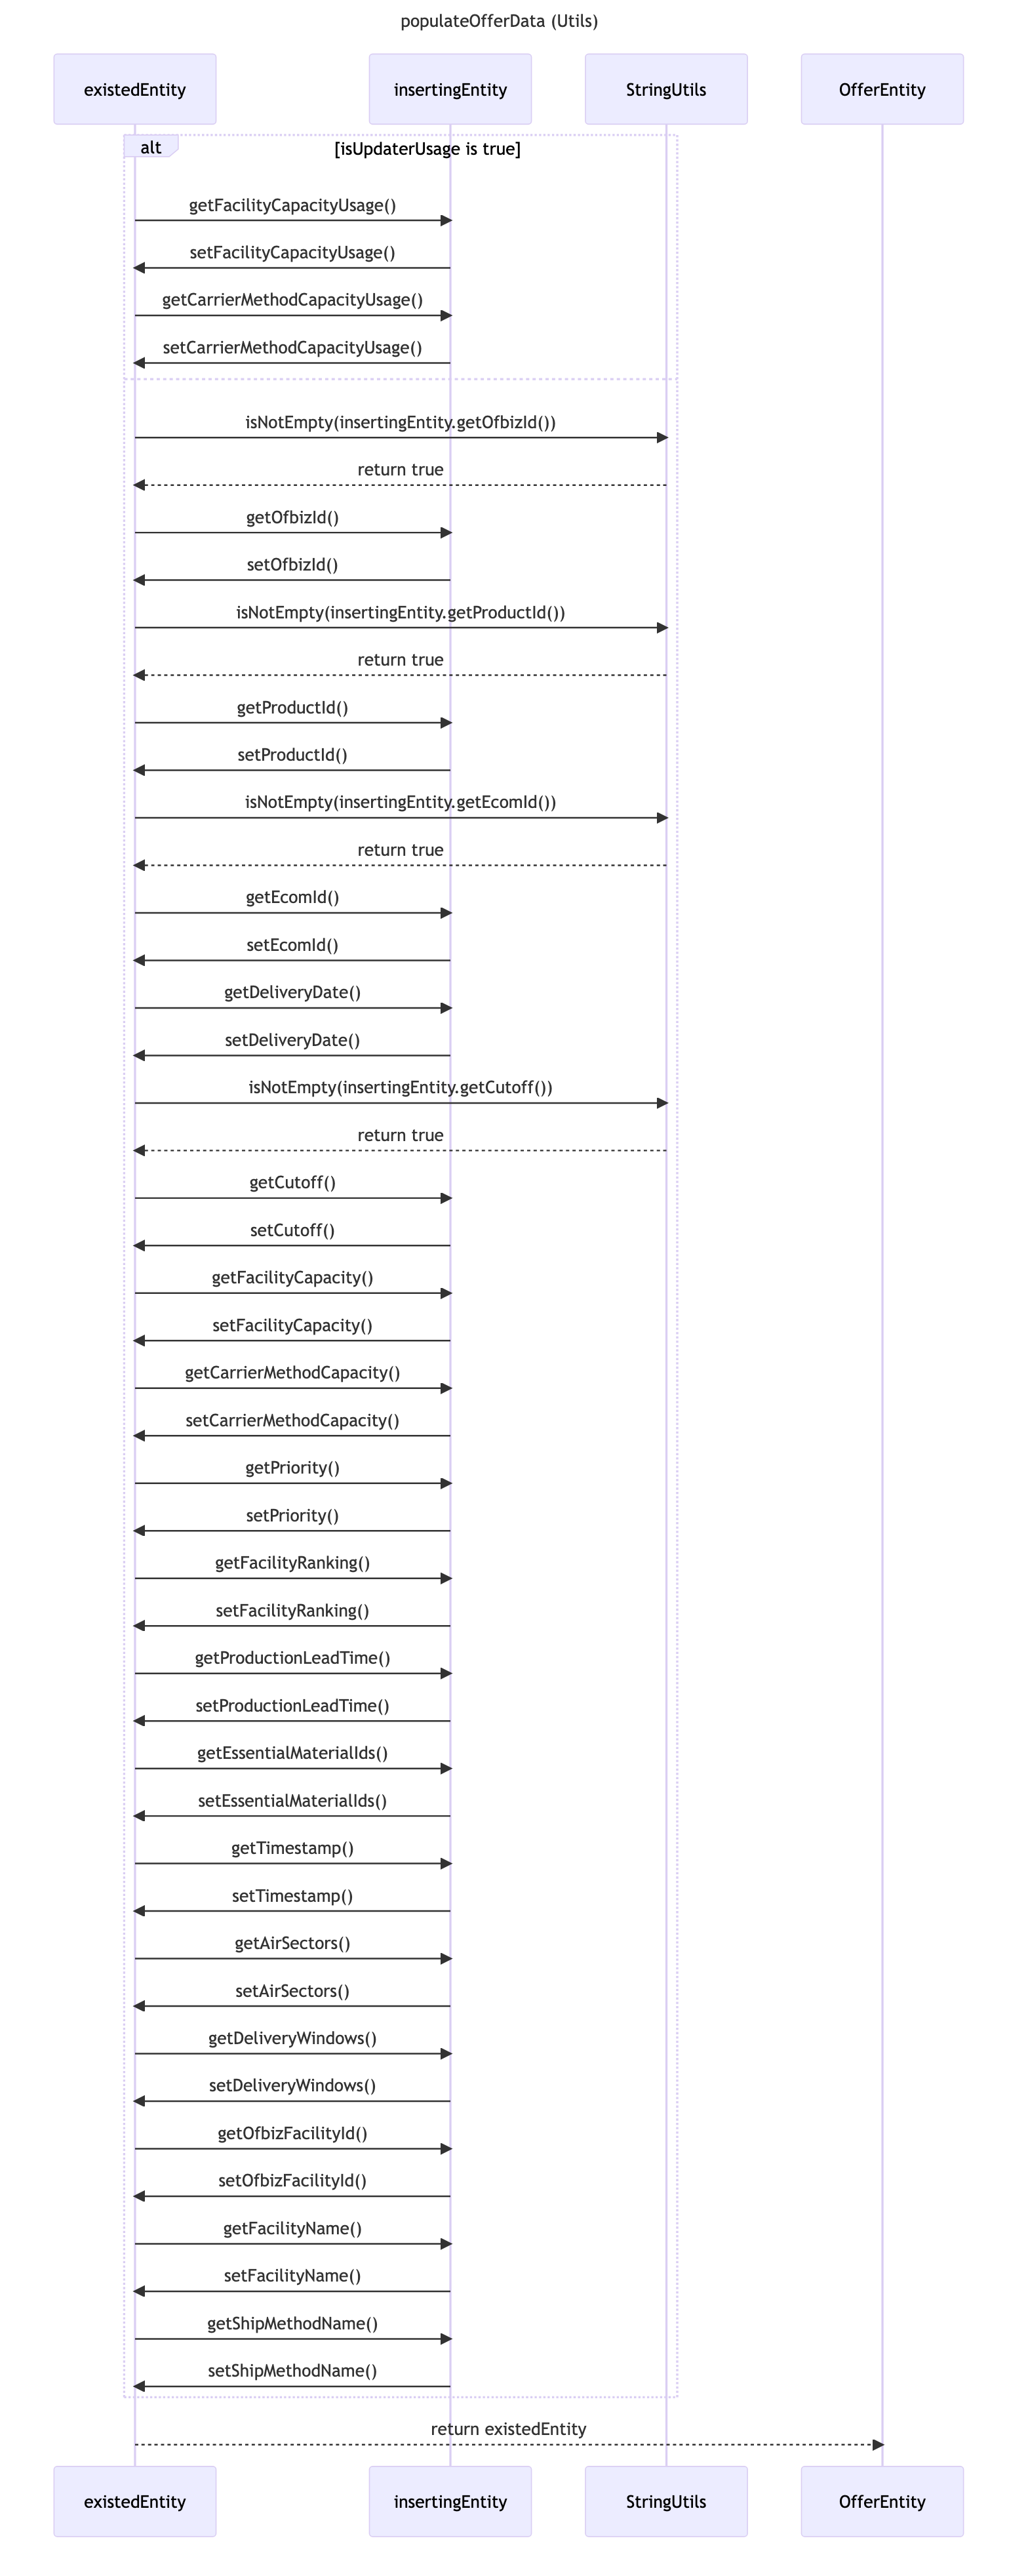 populateOfferData (Utils)
existedEntity
insertingEntity
StringUtils
OfferEntity
alt
[isUpdaterUsage is true]
getFacilityCapacityUsage()
setFacilityCapacityUsage()
getCarrierMethodCapacityUsage()
setCarrierMethodCapacityUsage()
isNotEmpty(insertingEntity.getOfbizId())
return true
getOfbizId()
setOfbizId()
isNotEmpty(insertingEntity.getProductId())
return true
getProductId()
setProductId()
isNotEmpty(insertingEntity.getEcomId())
return true
getEcomId()
setEcomId()
getDeliveryDate()
setDeliveryDate()
isNotEmpty(insertingEntity.getCutoff())
return true
getCutoff()
setCutoff()
getFacilityCapacity()
setFacilityCapacity()
getCarrierMethodCapacity()
setCarrierMethodCapacity()
getPriority()
setPriority()
getFacilityRanking()
setFacilityRanking()
getProductionLeadTime()
setProductionLeadTime()
getEssentialMaterialIds()
setEssentialMaterialIds()
getTimestamp()
setTimestamp()
getAirSectors()
setAirSectors()
getDeliveryWindows()
setDeliveryWindows()
getOfbizFacilityId()
setOfbizFacilityId()
getFacilityName()
setFacilityName()
getShipMethodName()
setShipMethodName()
return existedEntity
existedEntity
insertingEntity
StringUtils
OfferEntity